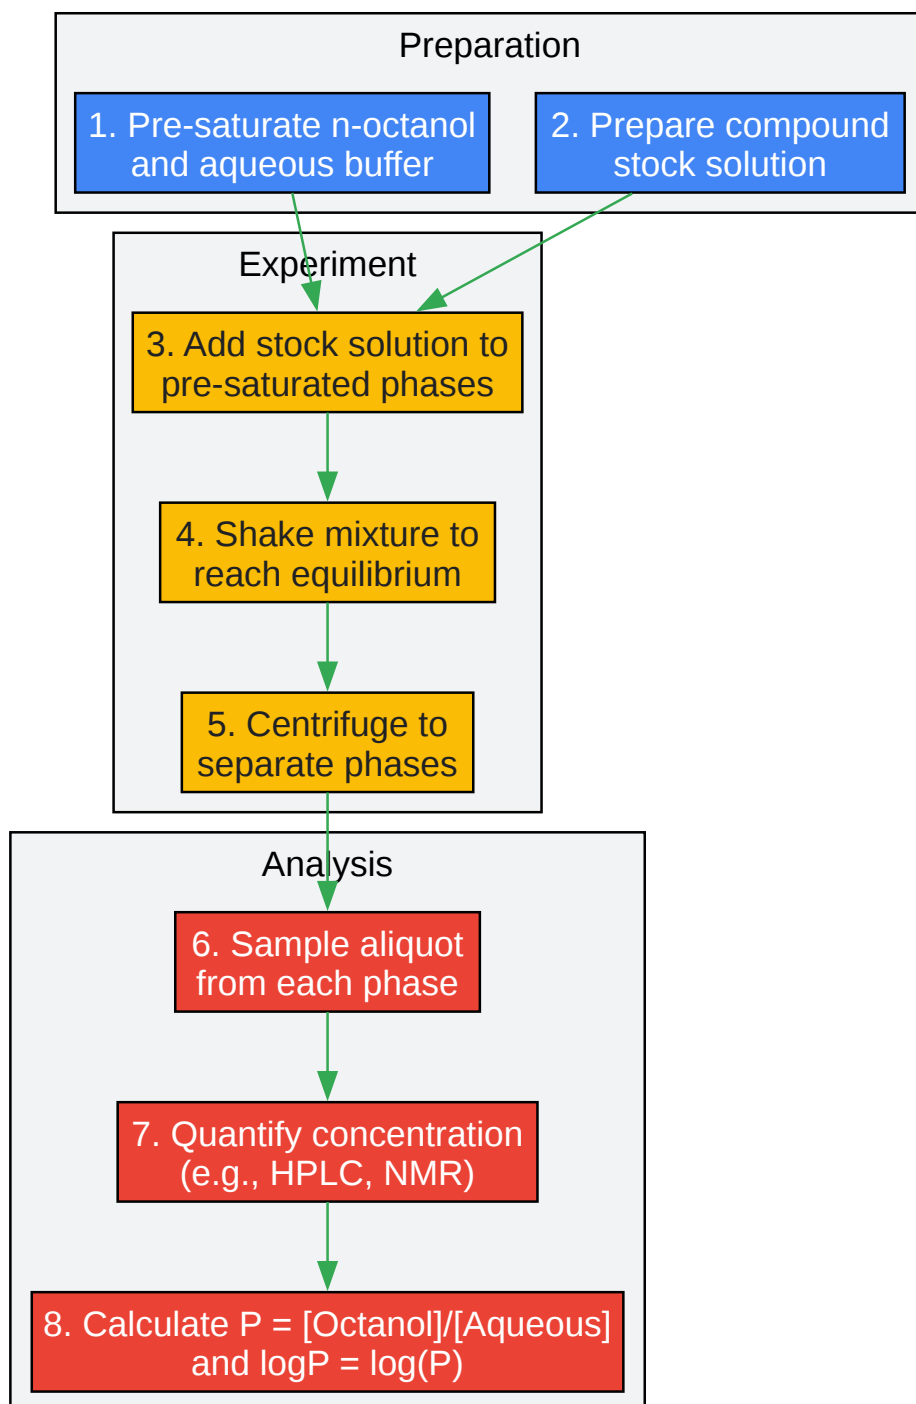 Preparation
1. Pre-saturate n-octanol
and aqueous buffer
2. Prepare compound
stock solution
Experiment
3. Add stock solution to
pre-saturated phases
4. Shake mixture to
reach equilibrium
5. Centrifuge to
separate phases
Analysis
6. Sample aliquot
from each phase
7. Quantify concentration
(e.g., HPLC, NMR)
8. Calculate P = [Octanol]/[Aqueous]
and logP = log(P)